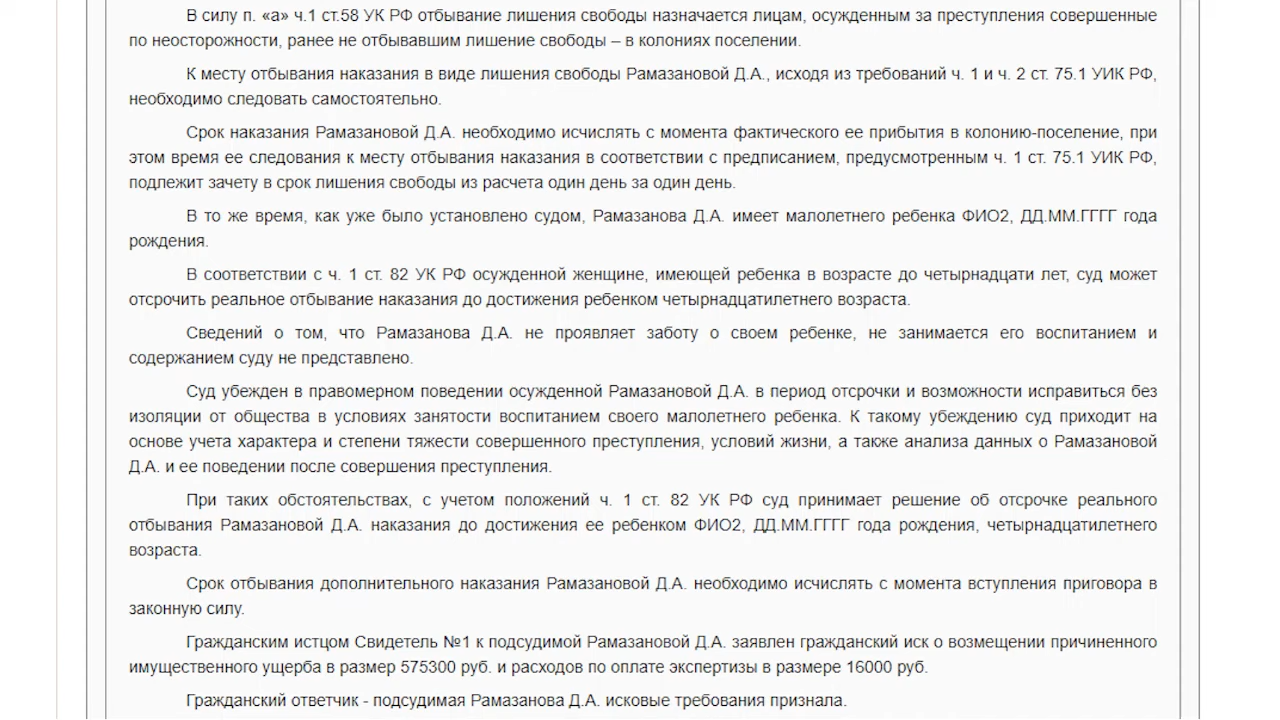 В силу п. «а» ч.1 ст.58 УК РФ отбывание лишения свободы назначается лицам, осужденным за преступления совершенные
по неосторожности, ранее не отбывавшим лишение свободы – в колониях поселении.
К месту отбывания наказания в виде лишения свободы Рамазановой Д.А., исходя из требований ч. 1 и ч. 2 ст. 75.1 УИК РФ,
необходимо следовать самостоятельно.
Срок наказания Рамазановой Д.А. необходимо исчислять с момента фактического ее прибытия в колонию-поселение, при
этом время ее следования к месту отбывания наказания в соответствии с предписанием, предусмотренным ч. 1 ст. 75.1 УИК РФ,
подлежит зачету в срок лишения свободы из расчета один день за один день.
В то же время, как уже было установлено судом, Рамазанова Д.А. имеет малолетнего ребенка ФИО2, ДД.ММ.ГГГГ года
рождения.
В соответствии с ч. 1 ст. 82 УК РФ осужденной женщине, имеющей ребенка в возрасте до четырнадцати лет, суд может
отсрочить реальное отбывание наказания до достижения ребенком четырнадцатилетнего возраста.
Сведений о том, что Рамазанова Д.А. не проявляет заботу о своем ребенке, не занимается его воспитанием и
содержанием суду не представлено.
Суд убежден в правомерном поведении осужденной Рамазановой Д.А. в период отсрочки и возможности исправиться без
изоляции от общества в условиях занятости воспитанием своего малолетнего ребенка. К такому убеждению суд приходит на
основе учета характера и степени тяжести совершенного преступления, условий жизни, а также анализа данных о Рамазановой
Д.А. и ее поведении после совершения преступления.
При таких обстоятельствах, с учетом положений ч. 1 ст. 82 УК РФ суд принимает решение об отсрочке реального
отбывания Рамазановой Д.А. наказания до достижения ее ребенком ФИО2, ДД.ММ.ГГГГ года рождения, четырнадцатилетнего
возраста.
Срок отбывания дополнительного наказания Рамазановой Д.А. необходимо исчислять с момента вступления приговора в
законную силу.
Гражданским истцом Свидетель №1 к подсудимой Рамазановой Д.А. заявлен гражданский иск о возмещении причиненного
имущественного ущерба в размер 575300 руб. и расходов по оплате экспертизы в размере 16000 руб.
Гражданский ответчик - подсудимая Рамазанова Д.А. исковые требования признала.